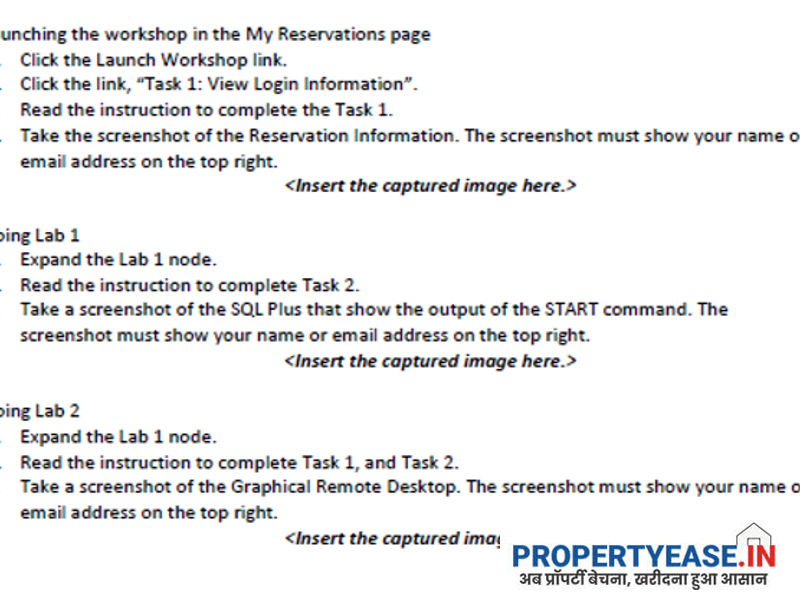 unching the workshop in the My Reservations page
Click the Launch Workshop link.
Click the link, “Task 1: View Login Information”.
Read the instruction to complete the Task 1.
Take the screenshot of the Reservation Information. The screenshot must show your name o
email address on the top right.
<Insert the captured image here.>
oing Lab 1
Expand the Lab 1 node.
Read the instruction to complete Task 2.
Take a screenshot of the SQL Plus that show the output of the START command. The
screenshot must show your name or email address on the top right.
<Insert the captured image here.>
oing Lab 2
Expand the Lab 1 node.
Read the instruction to complete Task 1, and Task 2.
Take a screenshot of the Graphical Remote Desktop. The screenshot must show your name o
email address on the top right.
<Insert the captured imag
PROPERTYEASE.IN
अब प्रॉपर्टी बेचना, खरीदना हुआ आसान